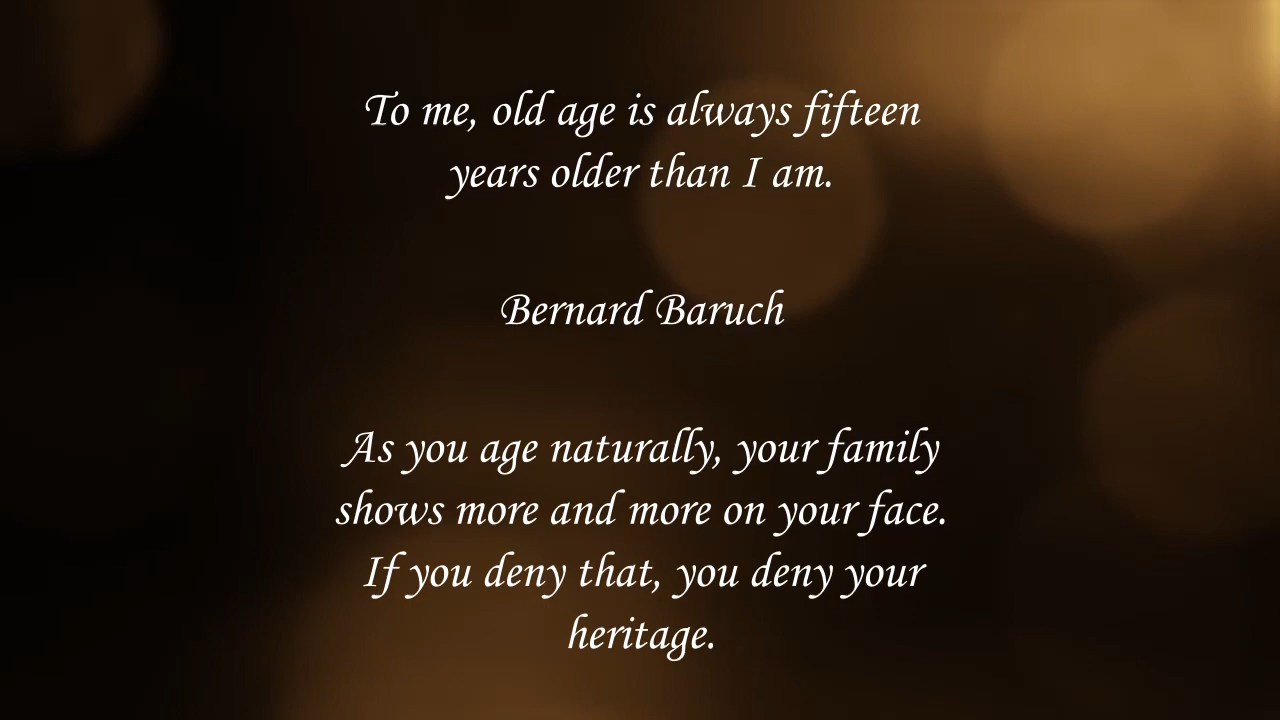 To me, old age is always fifteen
years older than I am.
Bernard Baruch
As you age naturally, your family
shows more and more on your face.
If you deny that, you deny your
heritage.